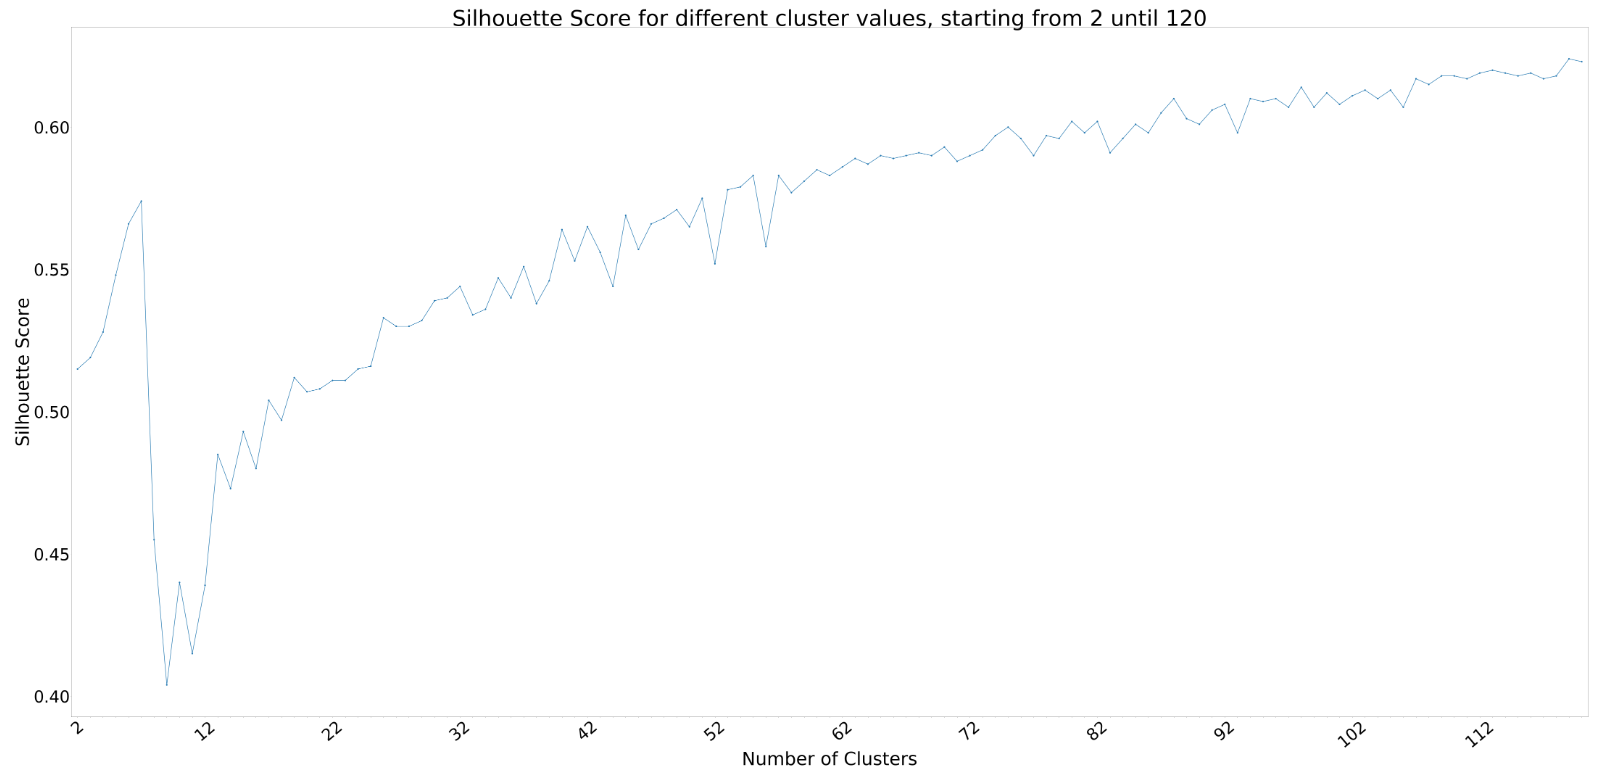 Silhouette Score for different cluster values, starting from 2 until 120
0.60
0.55
0.50
0.45
0.40
Silhouette Score
2 12 22 32 42 52 62 72 82 92 102 112
Number of Clusters